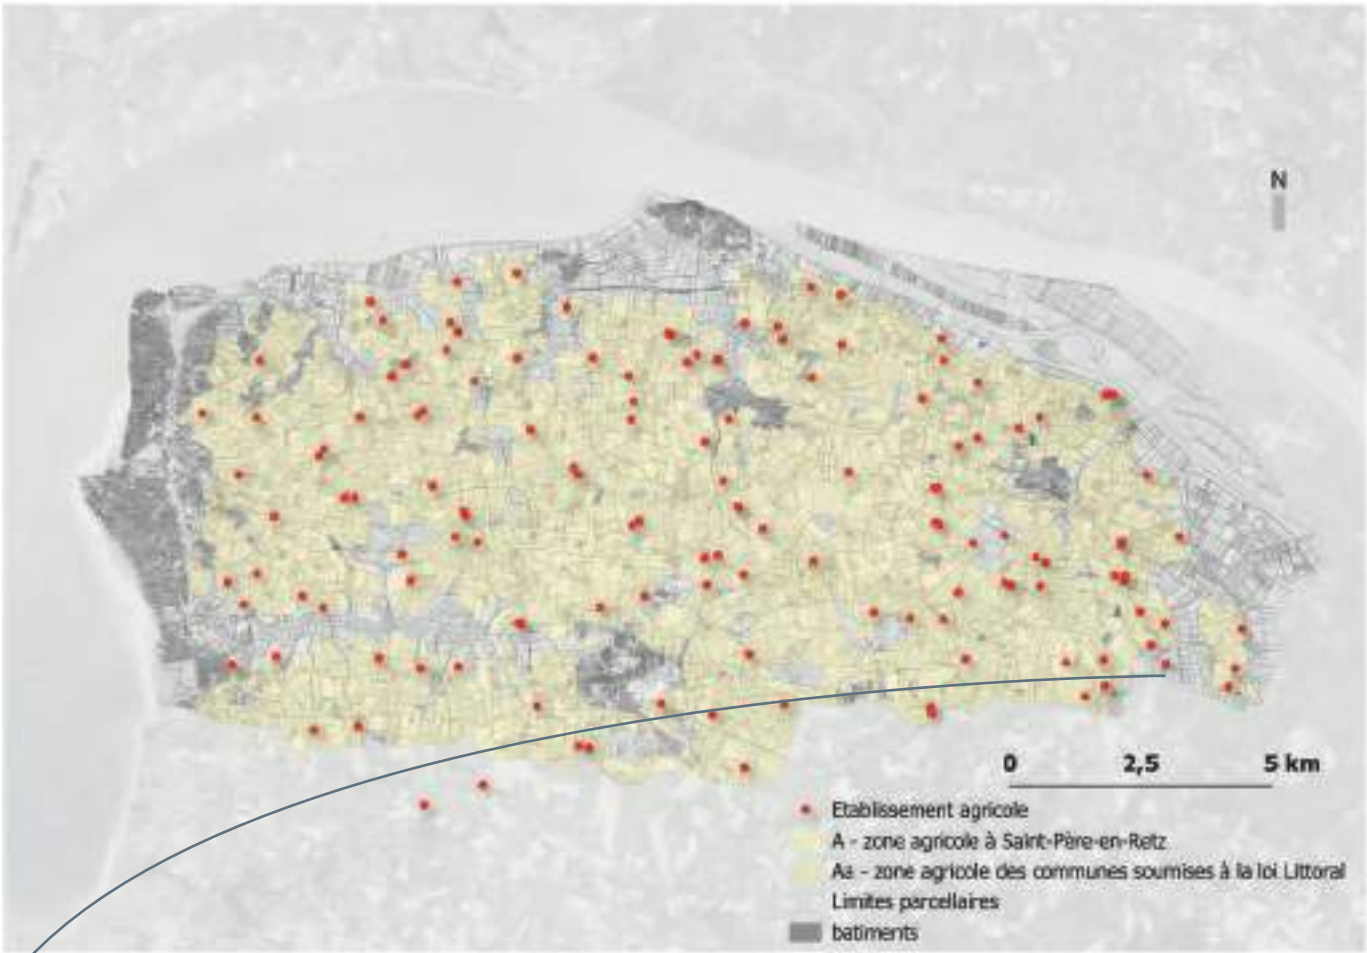 N
0 2,5 5 km
Etablissement agricole
A - zone agricole à Saint-Père-en-Retz
Aa - zone agricole des communes soumises à la loi Littoral
Limites parcellaires
batiments